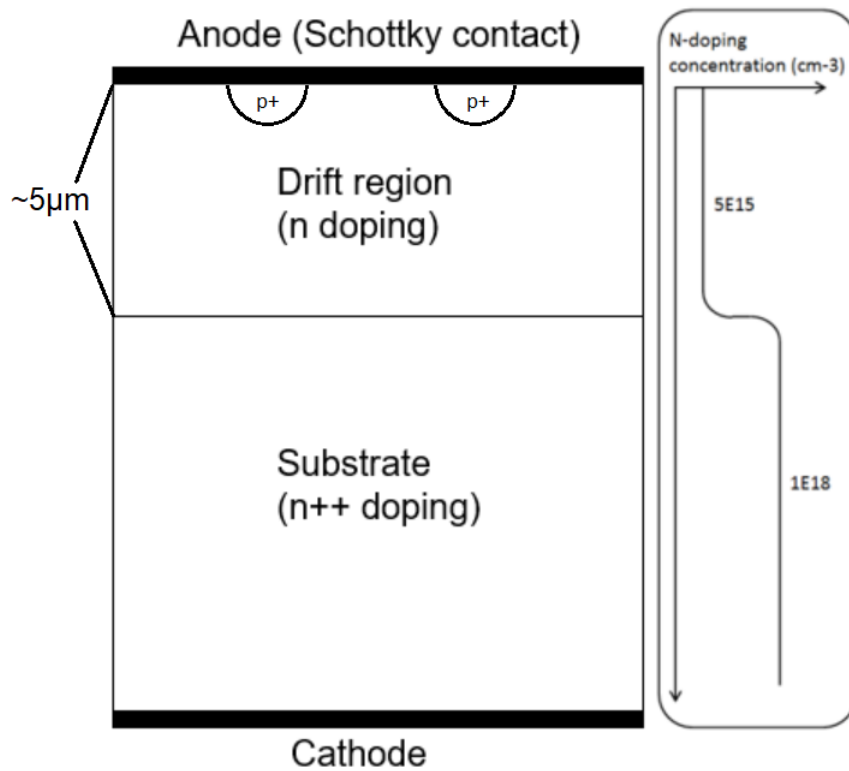 Anode (Schottky contact)
N-doping
concentration (cm-3)
p+
p+
~5μm
Drift region
(n doping)
5E15
Substrate
(n++ doping)
1E18
Cathode